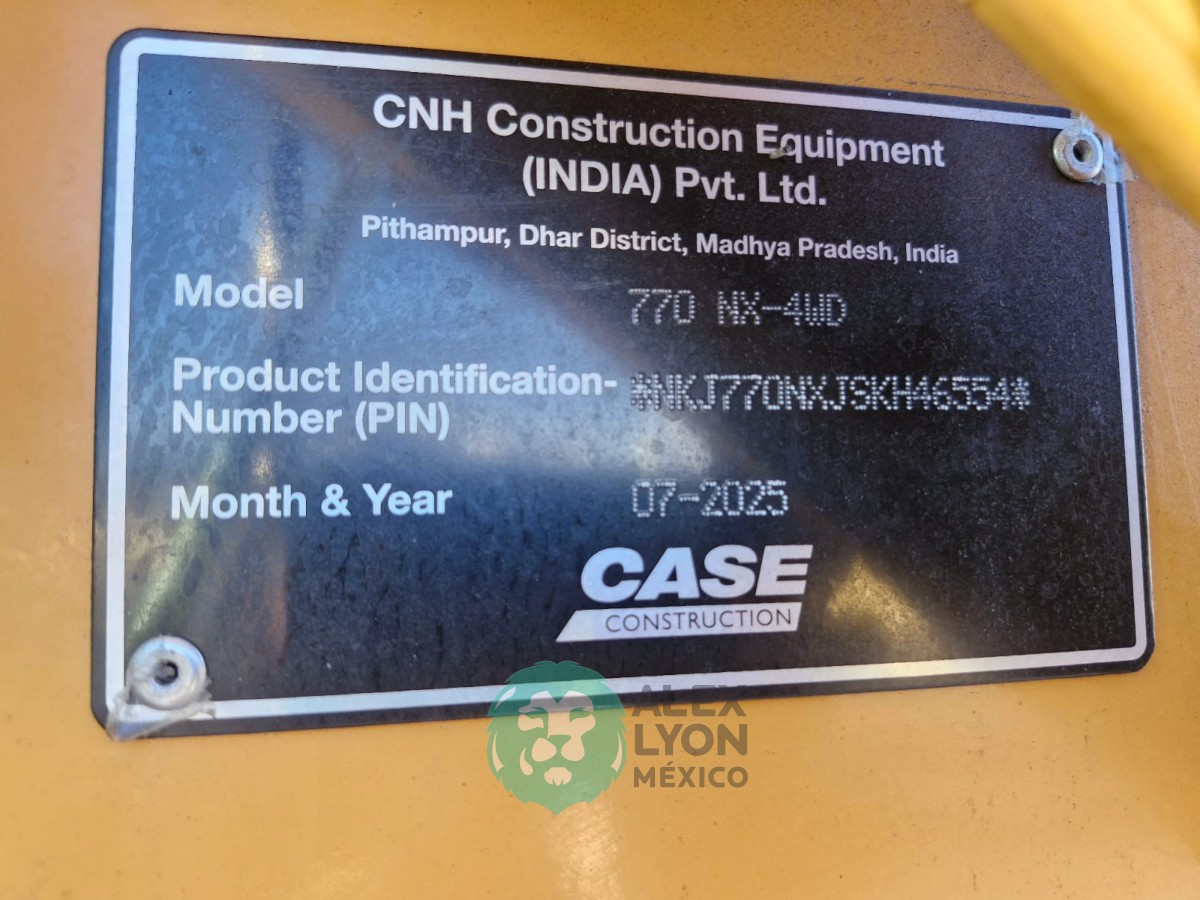 CNH Construction Equipment
(INDIA) Pvt. Ltd.
Pithampur, Dhar District, Madhya Pradesh, India
Model 770 NX-4WD
Product Identification-
Number (PIN) *NKJ770NXJSKH46554*
Month & Year 07-2025
CASE
CONSTRUCTION
ALEX
LYON
MÉXICO